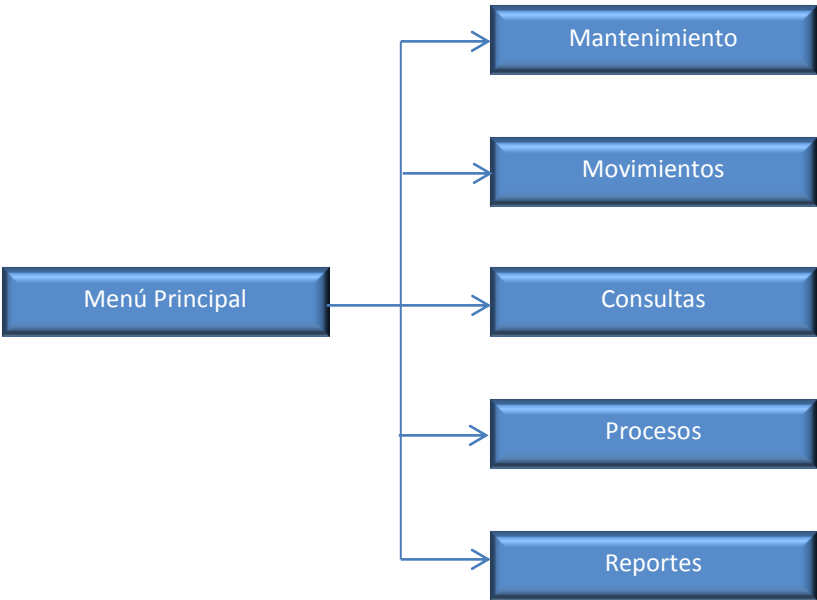 Mantenimiento
Movimientos
Menú Principal
Consultas
Procesos
Reportes